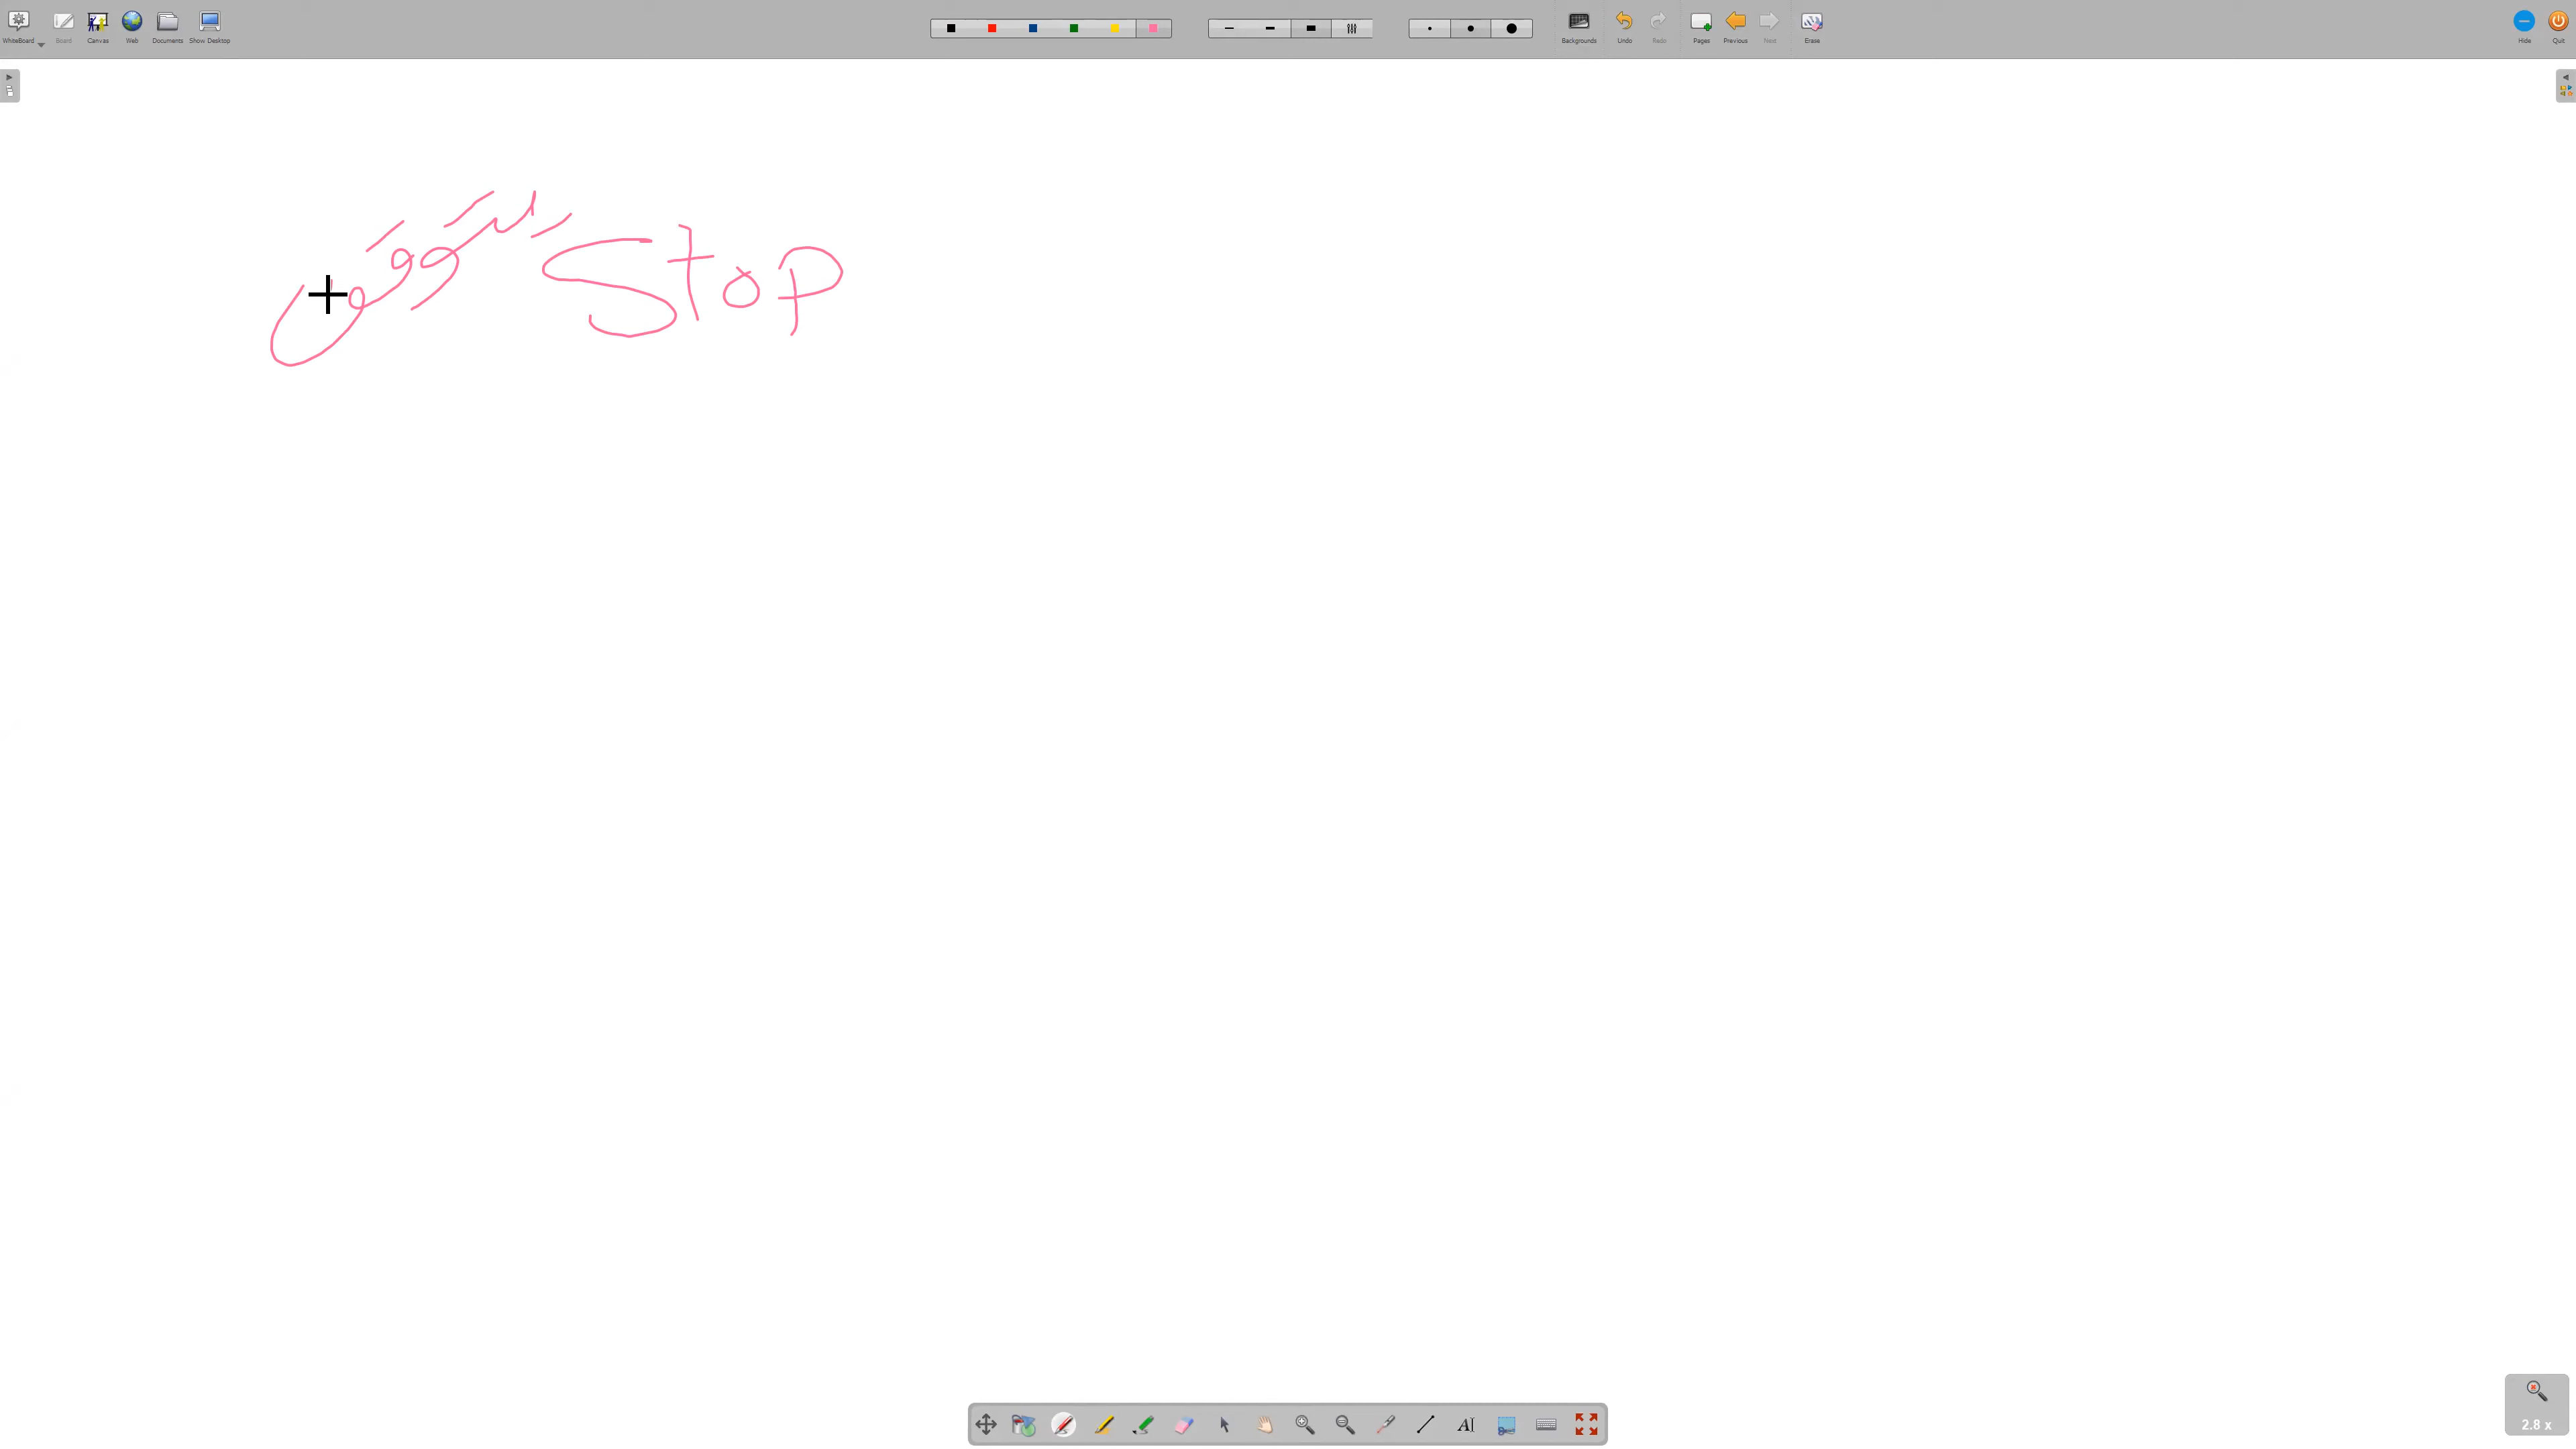 WhiteBoard Board Canvas Web Documents Show Desktop Backgrounds Undo Redo Pages Previous Next Erase Hide Quit
Stop
2.8 x